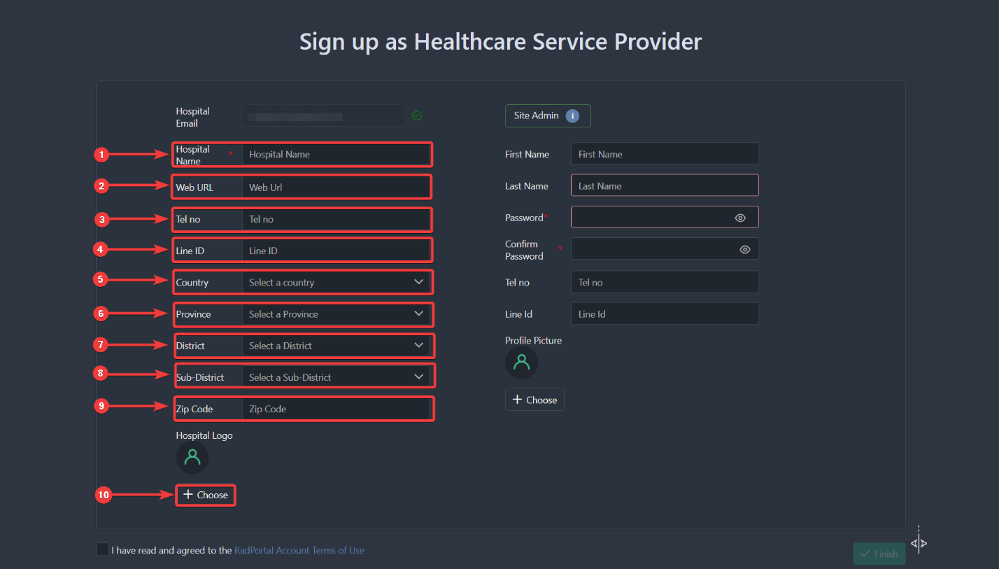 Sign up as Healthcare Service Provider
Hospital
Email
1
Hospital
Name *
Hospital Name
2
Web URL
Web Url
3
Tel no
Tel no
4
Line ID
Line ID
5
Country
Select a country
6
Province
Select a Province
7
District
Select a District
8
Sub-District
Select a Sub-District
9
Zip Code
Zip Code
Hospital Logo
10
+ Choose
Site Admin i
First Name
First Name
Last Name
Last Name
Password*
Confirm
Password *
Tel no
Tel no
Line Id
Line Id
Profile Picture
+ Choose
I have read and agreed to the RadPortal Account Terms of Use
Finish